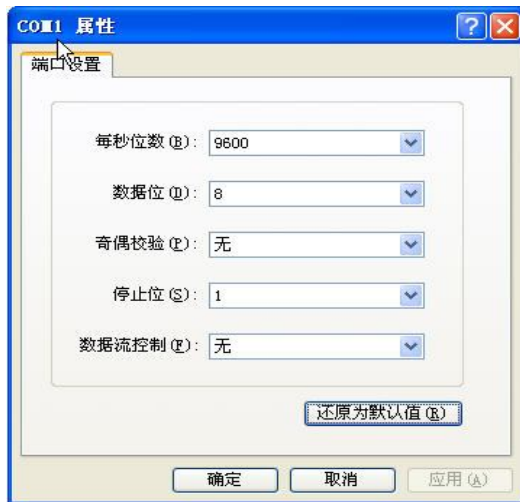 COM1 属性
端口设置
每秒位数(B): 9600
数据位(D): 8
奇偶校验(P): 无
停止位(S): 1
数据流控制(F): 无
还原为默认值(R)
确定 取消 应用(A)